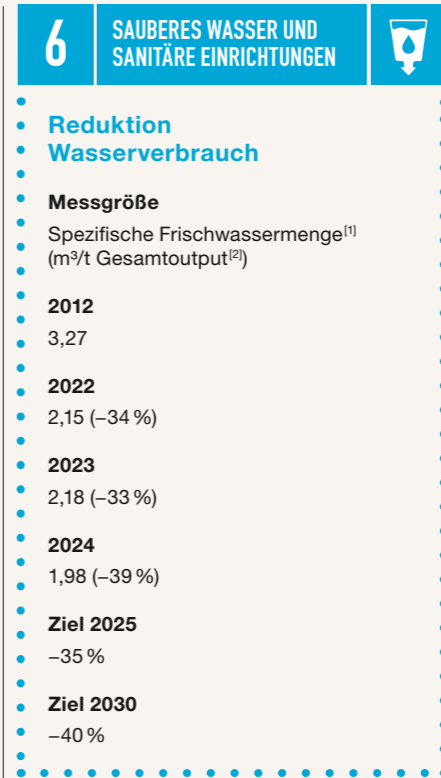 6
SAUBERES WASSER UND
SANITÄRE EINRICHTUNGEN
Reduktion
Wasserverbrauch
Messgröße
Spezifische Frischwassermenge[1]
(m³/t Gesamtoutput[2])
2012
3,27
2022
2,15 (−34 %)
2023
2,18 (−33 %)
2024
1,98 (−39 %)
Ziel 2025
−35 %
Ziel 2030
−40 %